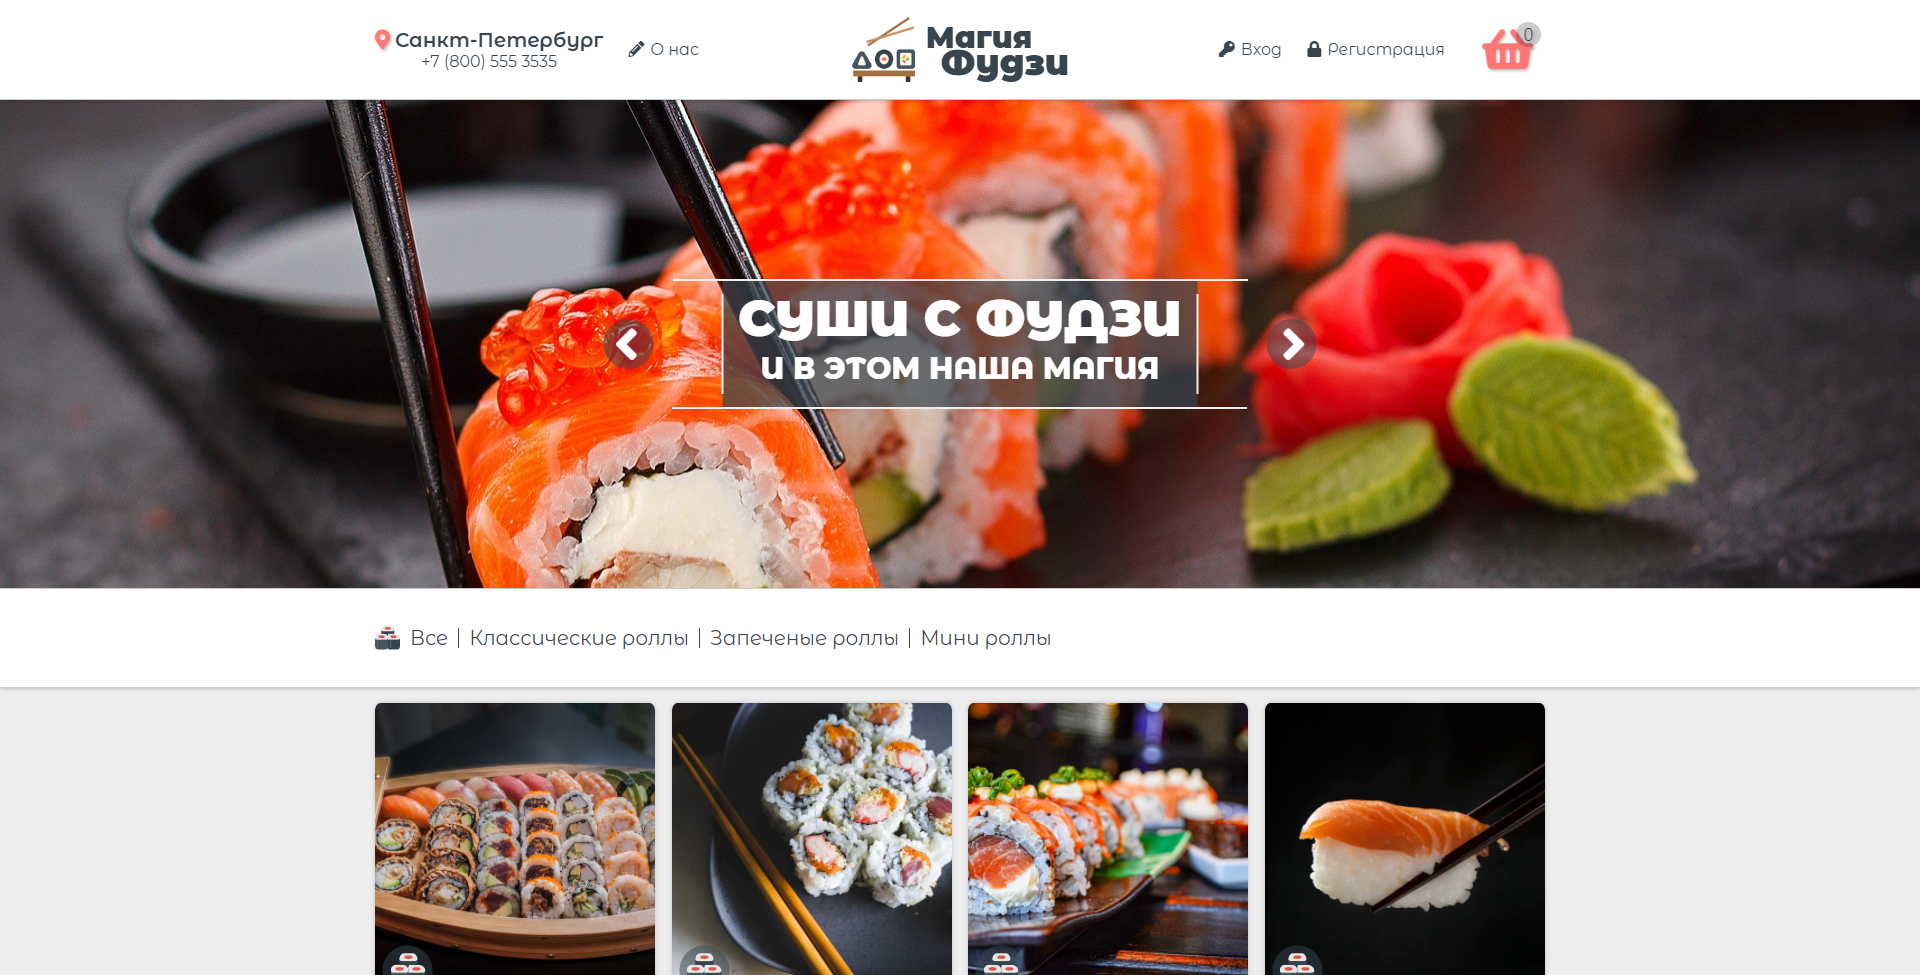 Санкт-Петербург
+7 (800) 555 3535
О нас
Магия
Фудзи
Вход
Регистрация
0
СУШИ С ФУДЗИ
И В ЭТОМ НАША МАГИЯ
Все | Классические роллы | Запеченые роллы | Мини роллы